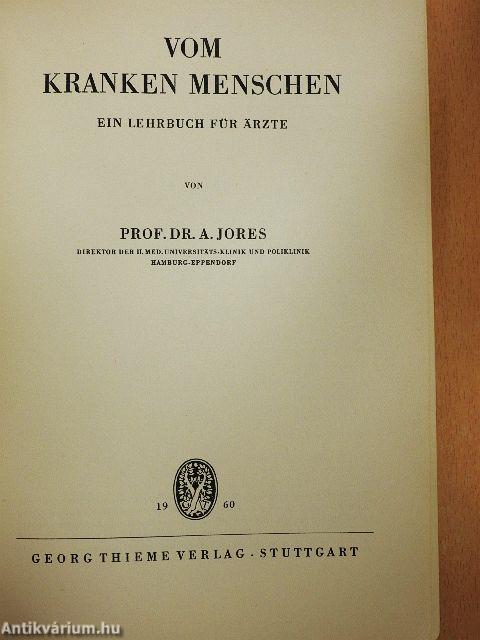 VOM
KRANKEN MENSCHEN
EIN LEHRBUCH FÜR ÄRZTE
VON
PROF. DR. A. JORES
DIREKTOR DER II. MED. UNIVERSITÄTS-KLINIK UND POLIKLINIK
HAMBURG-EPPENDORF
19 60
GEORG THIEME VERLAG · STUTTGART
Antikvárium.hu